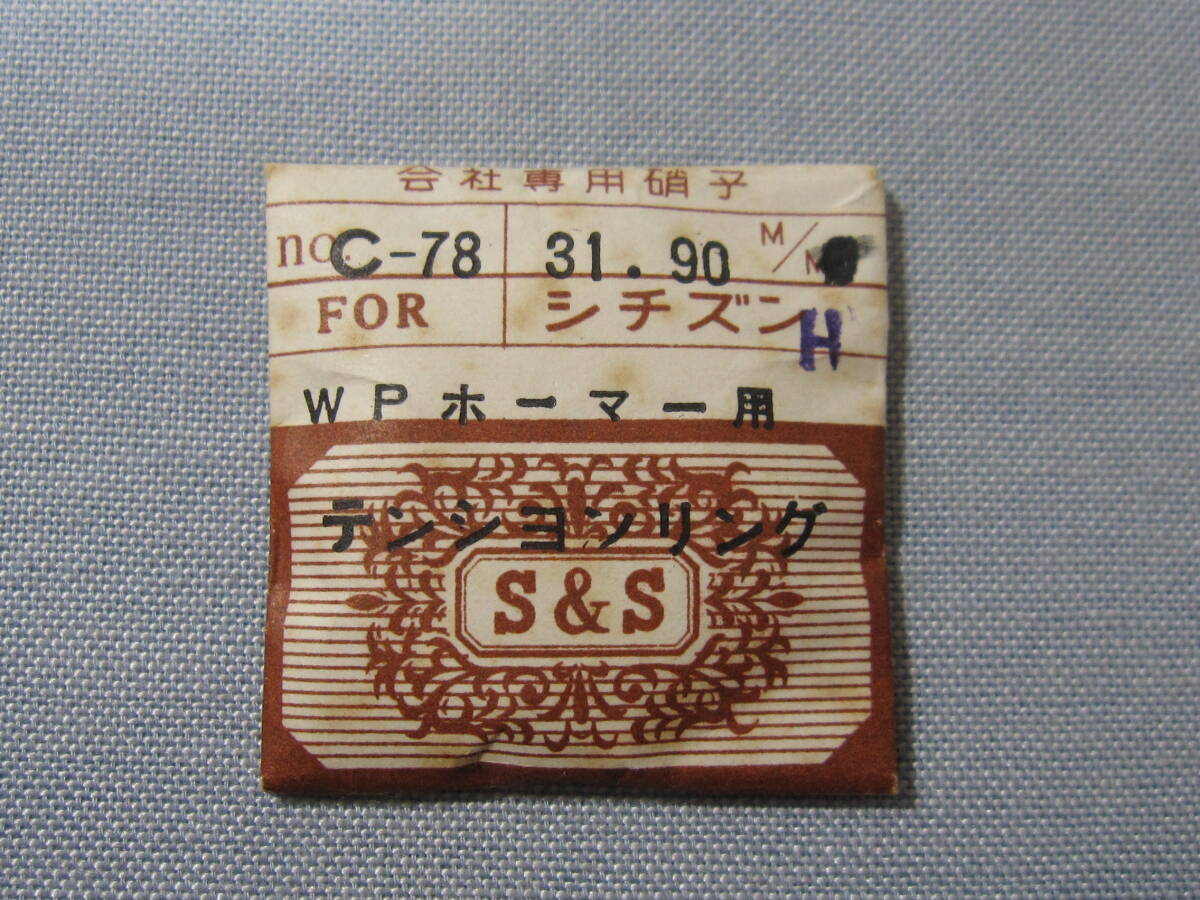 会社専用硝子
no. C-78 31.90 M/M
FOR シチズン
H
WPホーマー用
テンシヨンリング
S&S